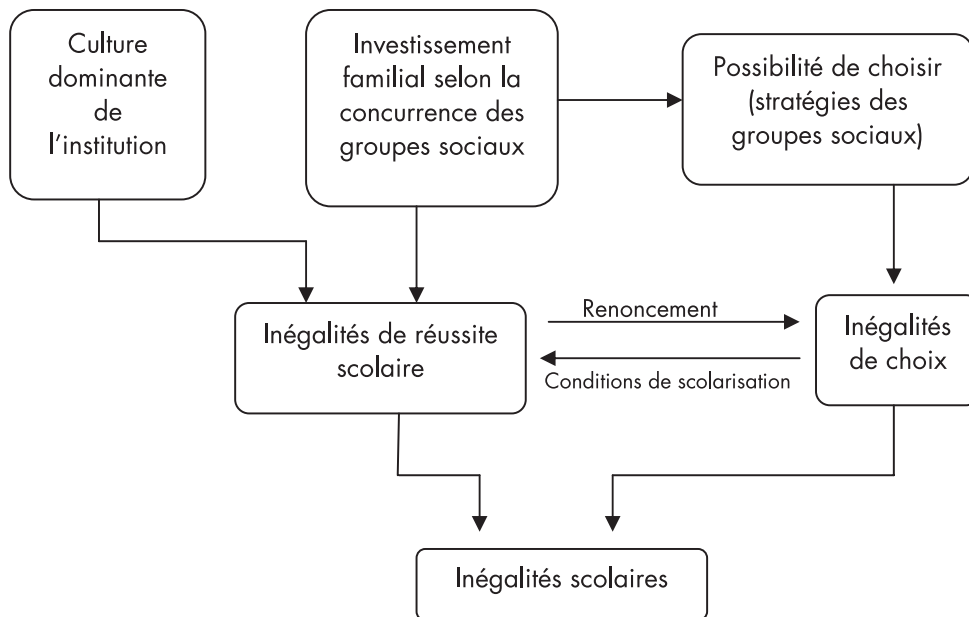 Culture
dominante
de
l'institution
Investissement
familial selon la
concurrence des
groupes sociaux
Possibilité de choisir
(stratégies des
groupes sociaux)
Inégalités de réussite
scolaire
Renoncement
Conditions de scolarisation
Inégalités
de choix
Inégalités scolaires